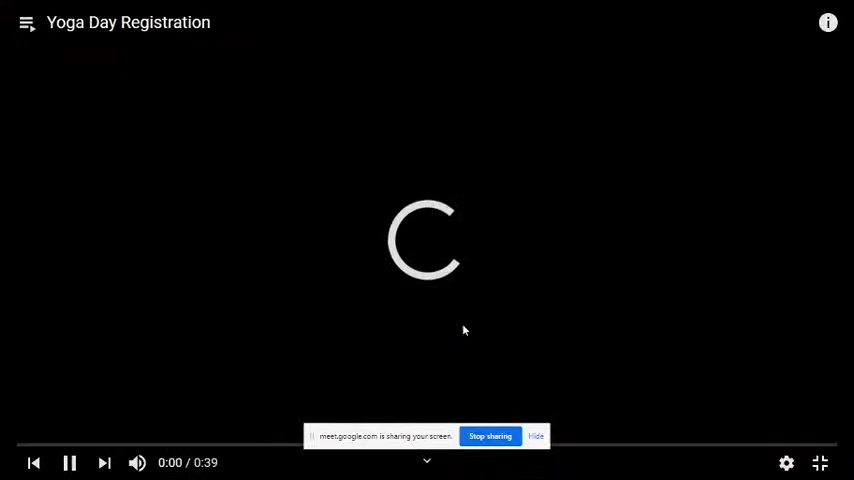 Yoga Day Registration
meet.google.com is sharing your screen.
Stop sharing
Hide
0:00 / 0:39